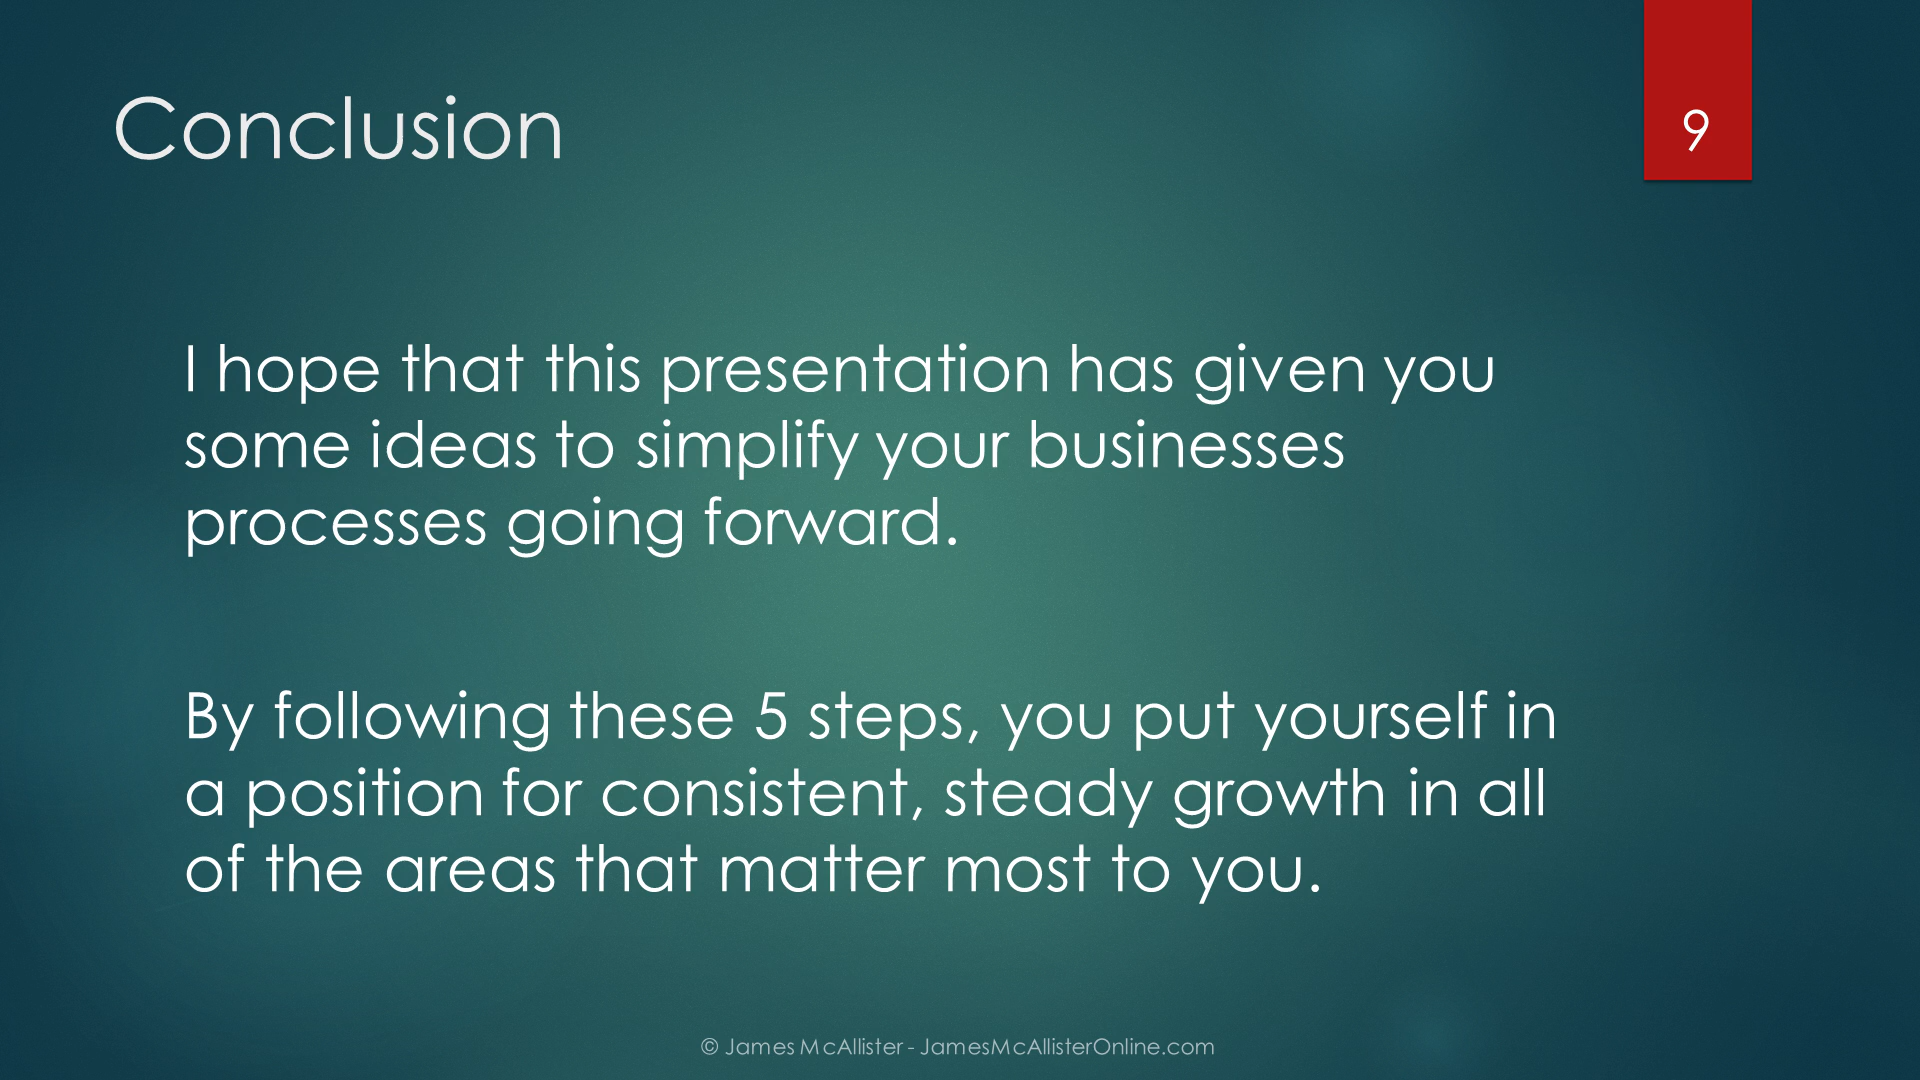 Conclusion
9
I hope that this presentation has given you
some ideas to simplify your businesses
processes going forward.
By following these 5 steps, you put yourself in
a position for consistent, steady growth in all
of the areas that matter most to you.
© James McAllister - JamesMcAllisterOnline.com